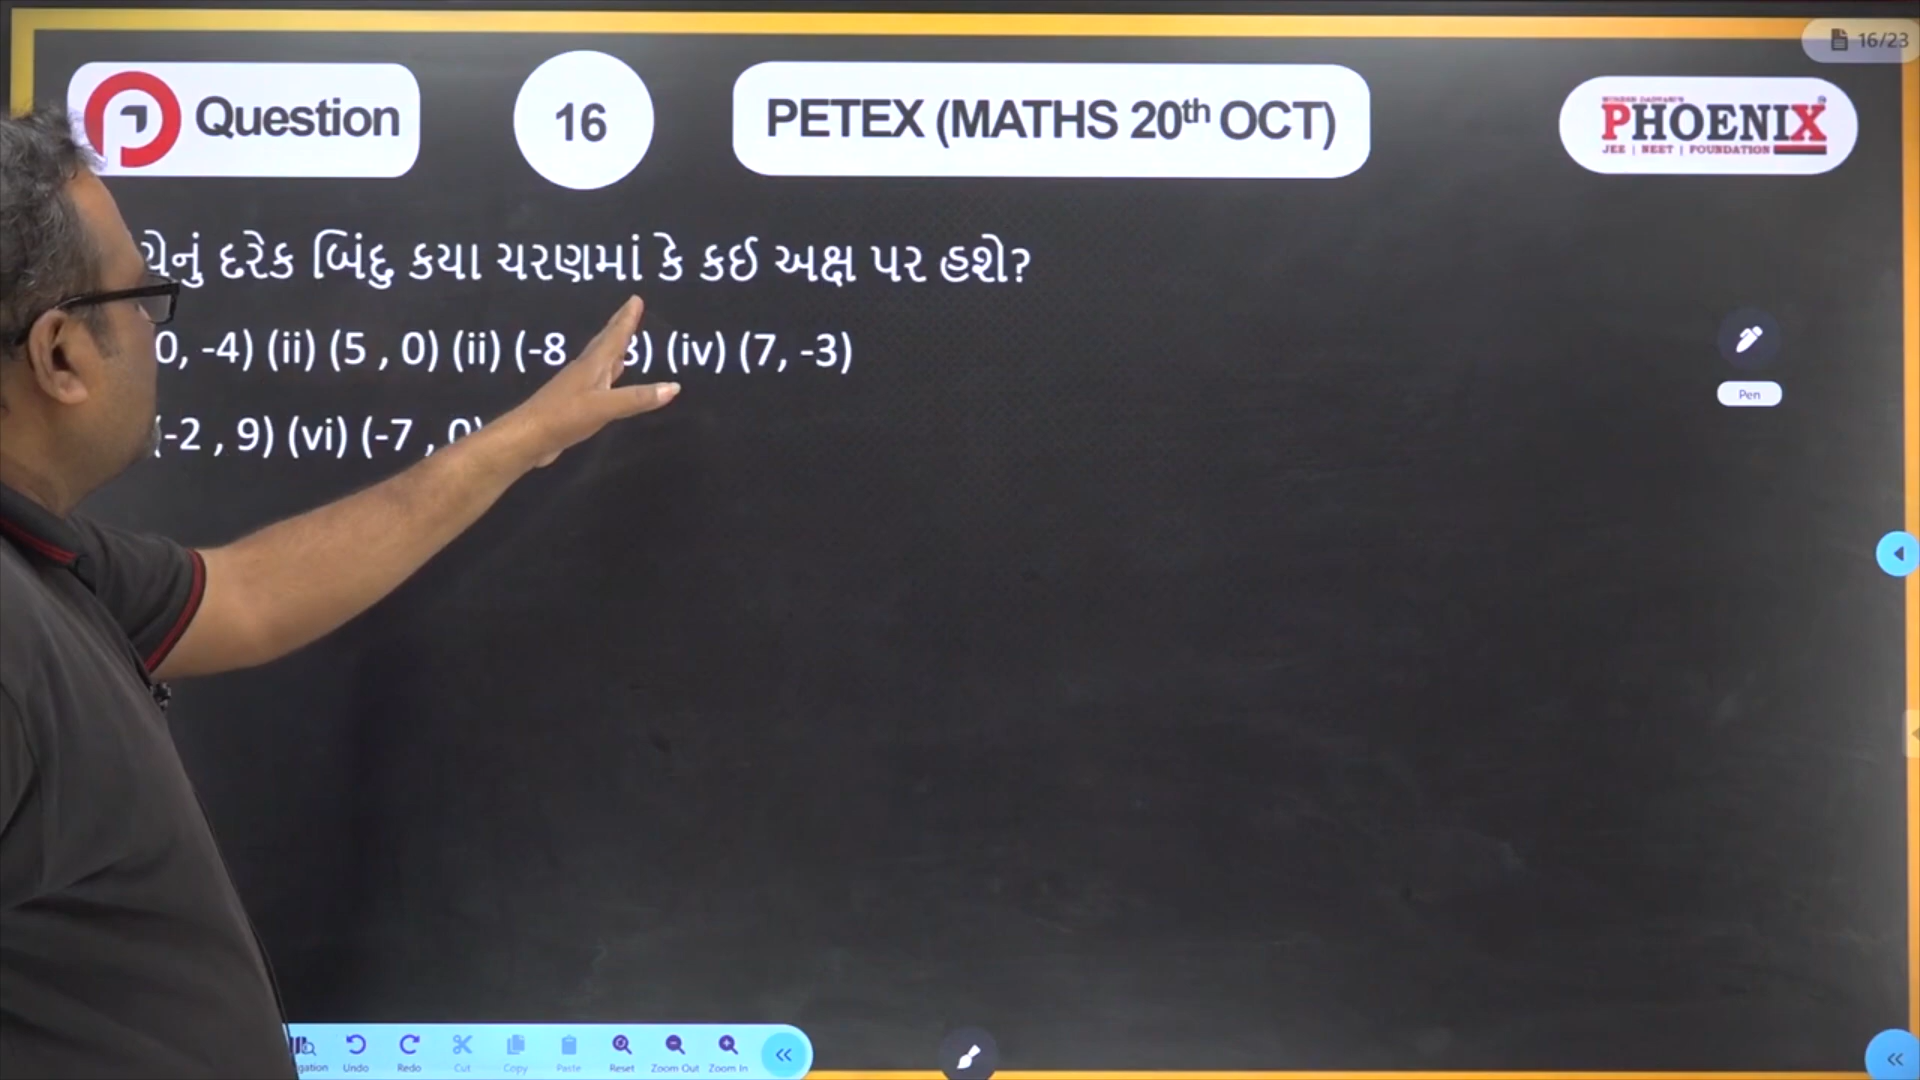 Question 16 PETEX (MATHS 20th OCT)
PHOENIX
JEE | NEET | FOUNDATION
16/23
દરેક બિંદુ કયા ચરણમાં કે કઈ અક્ષ પર હશે?
0, -4) (ii) (5 , 0) (ii) (-8 , 3) (iv) (7, -3)
(-2 , 9) (vi) (-7 , 0)
Pen
Undo Redo Cut Copy Paste Reset Zoom Out Zoom In